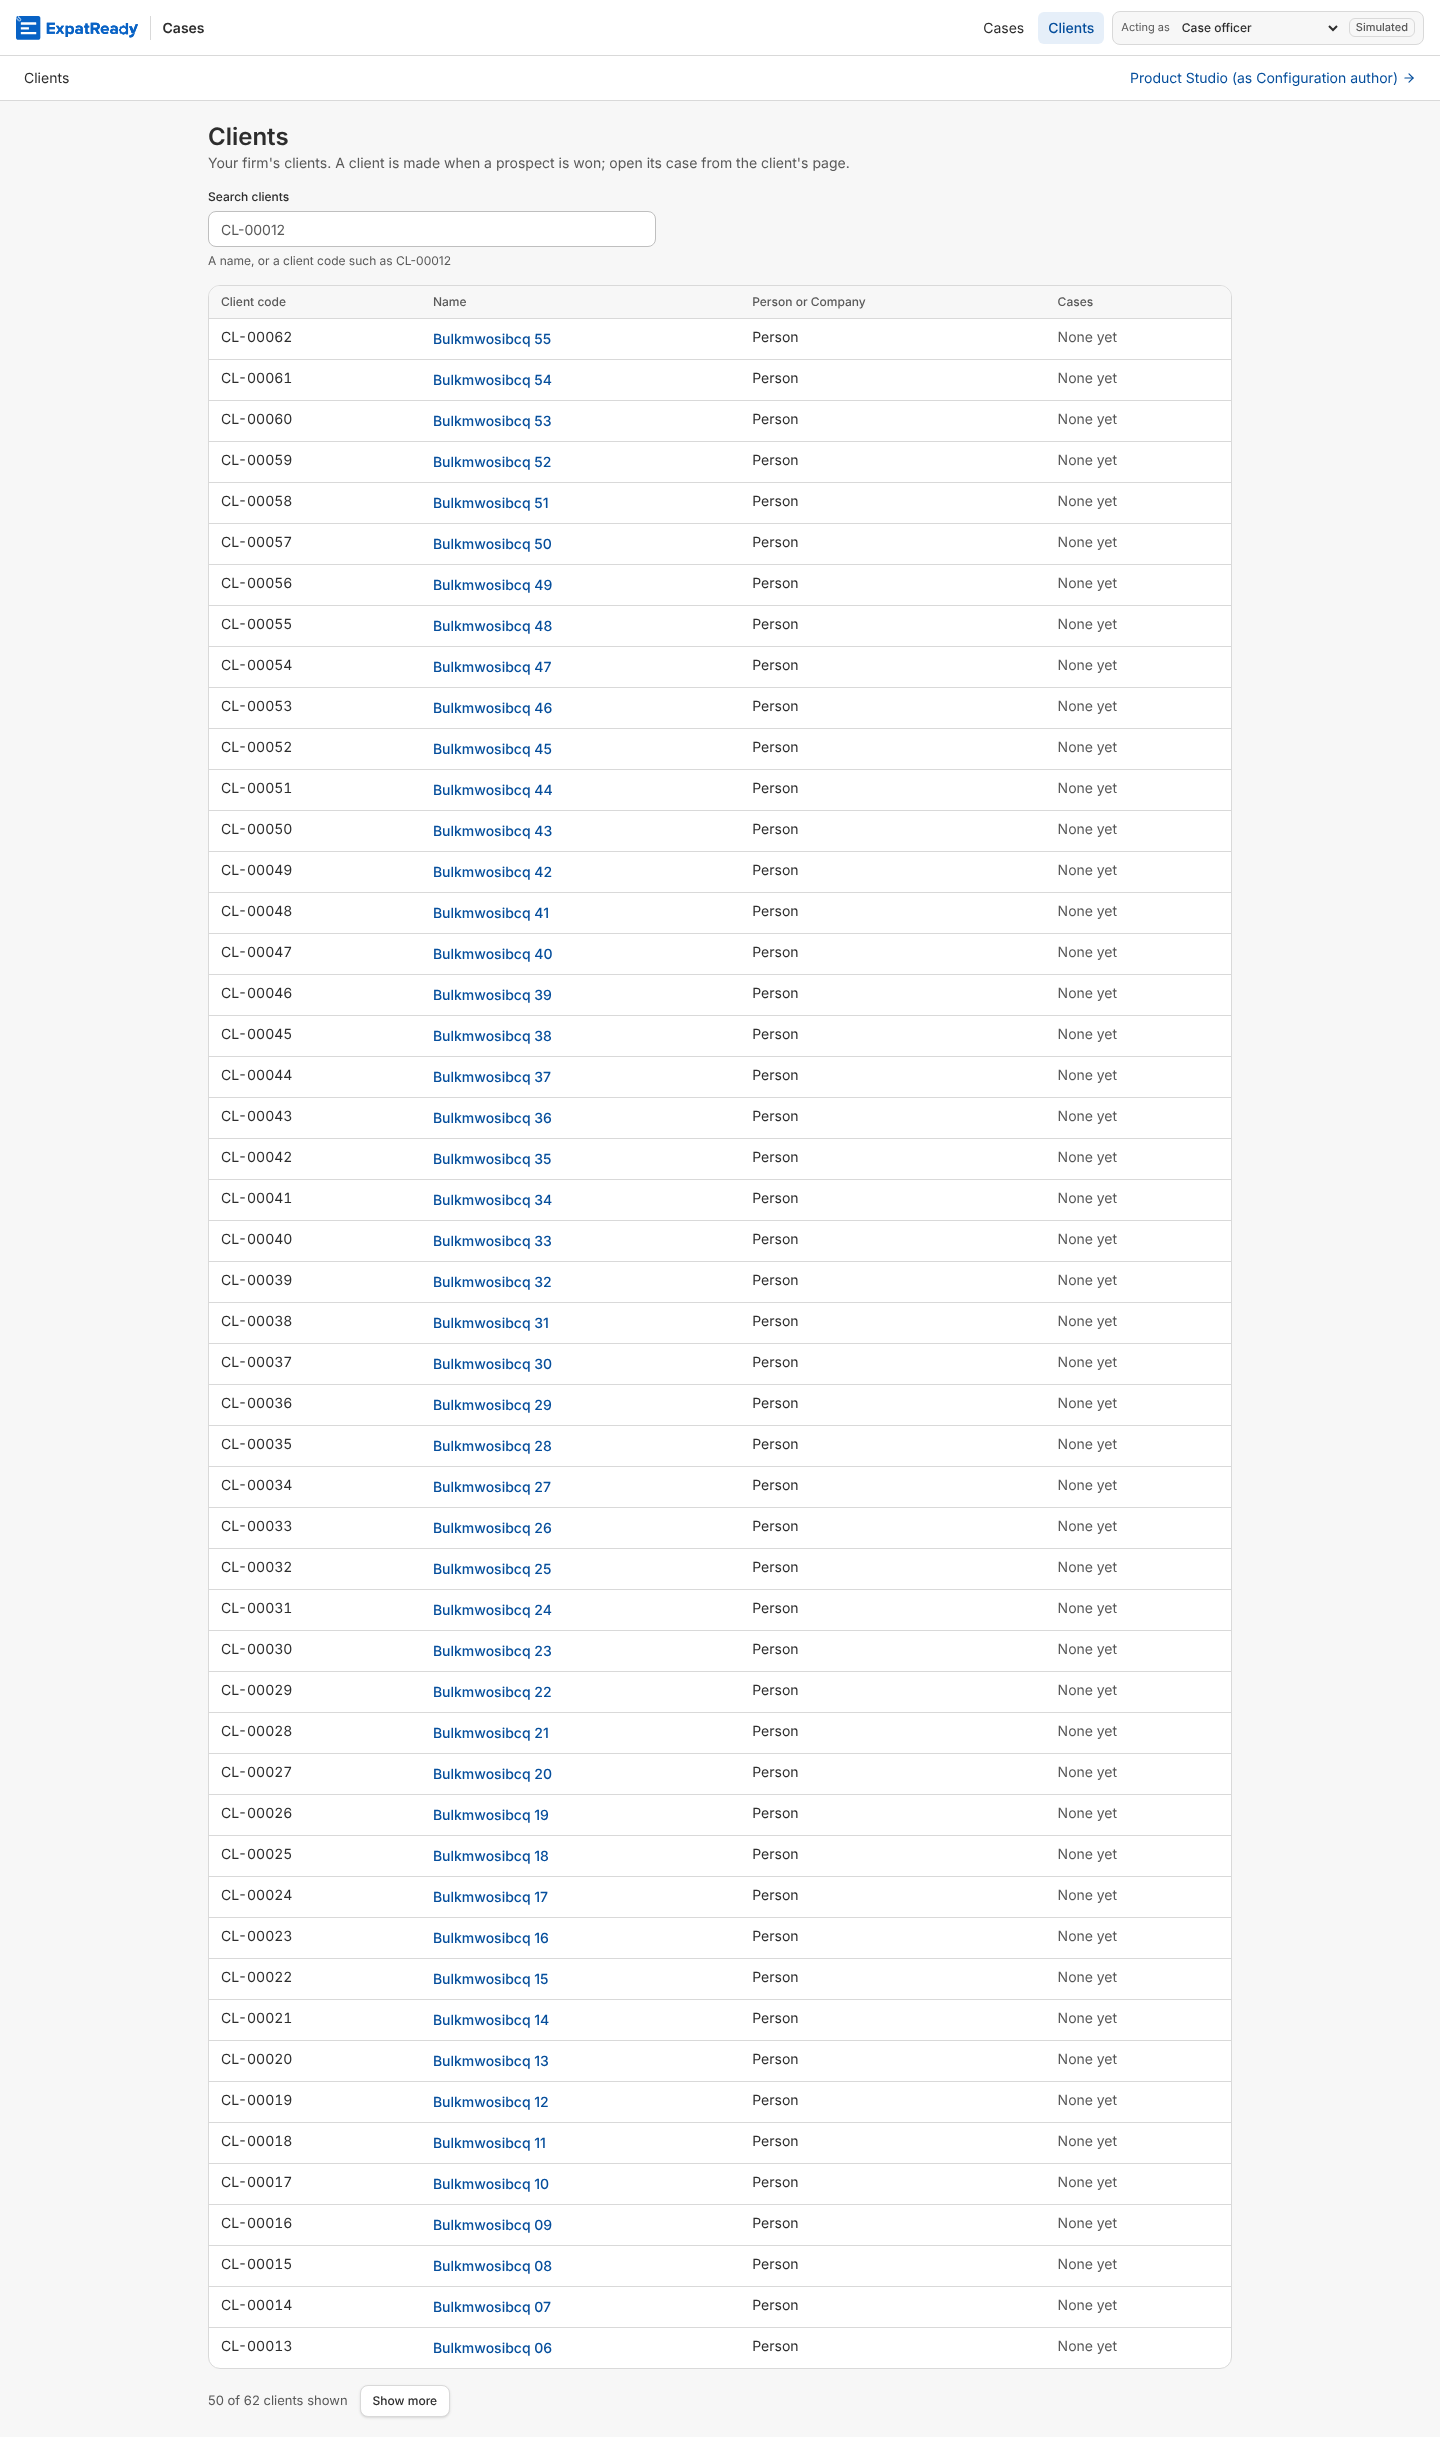 ExpatReady Cases Cases Clients Acting as Case officer Simulated
Clients Product Studio (as Configuration author) →
Clients
Your firm's clients. A client is made when a prospect is won; open its case from the client's page.
Search clients
CL-00012
A name, or a client code such as CL-00012
Client code Name Person or Company Cases
CL-00062 Bulkmwosibcq 55 Person None yet
CL-00061 Bulkmwosibcq 54 Person None yet
CL-00060 Bulkmwosibcq 53 Person None yet
CL-00059 Bulkmwosibcq 52 Person None yet
CL-00058 Bulkmwosibcq 51 Person None yet
CL-00057 Bulkmwosibcq 50 Person None yet
CL-00056 Bulkmwosibcq 49 Person None yet
CL-00055 Bulkmwosibcq 48 Person None yet
CL-00054 Bulkmwosibcq 47 Person None yet
CL-00053 Bulkmwosibcq 46 Person None yet
CL-00052 Bulkmwosibcq 45 Person None yet
CL-00051 Bulkmwosibcq 44 Person None yet
CL-00050 Bulkmwosibcq 43 Person None yet
CL-00049 Bulkmwosibcq 42 Person None yet
CL-00048 Bulkmwosibcq 41 Person None yet
CL-00047 Bulkmwosibcq 40 Person None yet
CL-00046 Bulkmwosibcq 39 Person None yet
CL-00045 Bulkmwosibcq 38 Person None yet
CL-00044 Bulkmwosibcq 37 Person None yet
CL-00043 Bulkmwosibcq 36 Person None yet
CL-00042 Bulkmwosibcq 35 Person None yet
CL-00041 Bulkmwosibcq 34 Person None yet
CL-00040 Bulkmwosibcq 33 Person None yet
CL-00039 Bulkmwosibcq 32 Person None yet
CL-00038 Bulkmwosibcq 31 Person None yet
CL-00037 Bulkmwosibcq 30 Person None yet
CL-00036 Bulkmwosibcq 29 Person None yet
CL-00035 Bulkmwosibcq 28 Person None yet
CL-00034 Bulkmwosibcq 27 Person None yet
CL-00033 Bulkmwosibcq 26 Person None yet
CL-00032 Bulkmwosibcq 25 Person None yet
CL-00031 Bulkmwosibcq 24 Person None yet
CL-00030 Bulkmwosibcq 23 Person None yet
CL-00029 Bulkmwosibcq 22 Person None yet
CL-00028 Bulkmwosibcq 21 Person None yet
CL-00027 Bulkmwosibcq 20 Person None yet
CL-00026 Bulkmwosibcq 19 Person None yet
CL-00025 Bulkmwosibcq 18 Person None yet
CL-00024 Bulkmwosibcq 17 Person None yet
CL-00023 Bulkmwosibcq 16 Person None yet
CL-00022 Bulkmwosibcq 15 Person None yet
CL-00021 Bulkmwosibcq 14 Person None yet
CL-00020 Bulkmwosibcq 13 Person None yet
CL-00019 Bulkmwosibcq 12 Person None yet
CL-00018 Bulkmwosibcq 11 Person None yet
CL-00017 Bulkmwosibcq 10 Person None yet
CL-00016 Bulkmwosibcq 09 Person None yet
CL-00015 Bulkmwosibcq 08 Person None yet
CL-00014 Bulkmwosibcq 07 Person None yet
CL-00013 Bulkmwosibcq 06 Person None yet
50 of 62 clients shown Show more